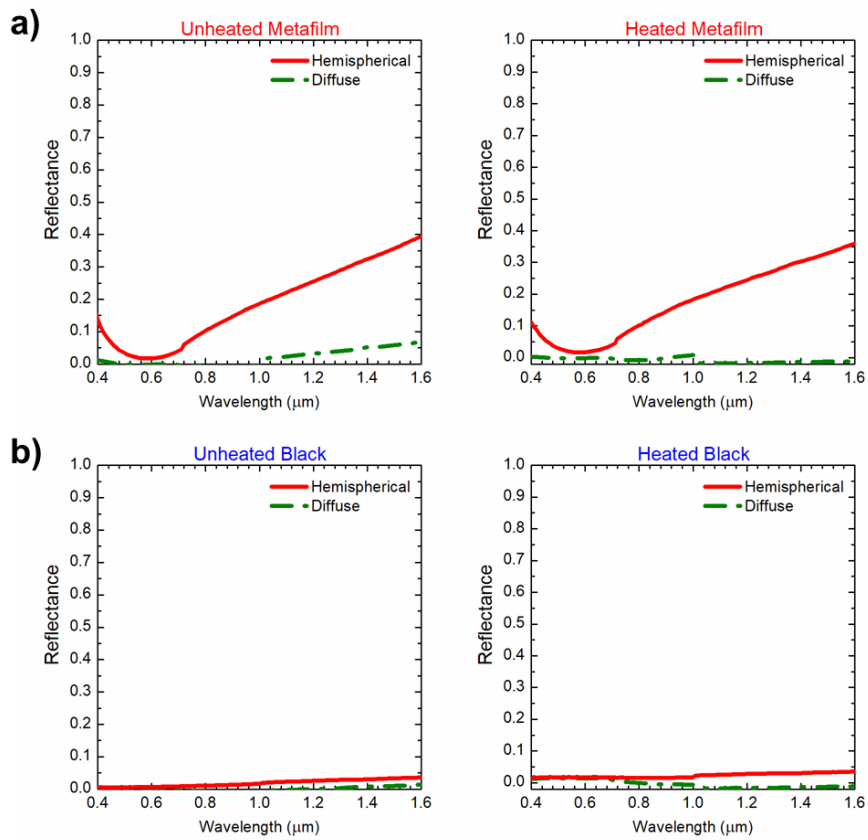 a)
Unheated Metafilm
Hemispherical
Diffuse
Reflectance
1.0
0.9
0.8
0.7
0.6
0.5
0.4
0.3
0.2
0.1
0.0
0.4 0.6 0.8 1.0 1.2 1.4 1.6
Wavelength (μm)
Heated Metafilm
Hemispherical
Diffuse
Reflectance
1.0
0.9
0.8
0.7
0.6
0.5
0.4
0.3
0.2
0.1
0.0
0.4 0.6 0.8 1.0 1.2 1.4 1.6
Wavelength (μm)
b)
Unheated Black
Hemispherical
Diffuse
Reflectance
1.0
0.9
0.8
0.7
0.6
0.5
0.4
0.3
0.2
0.1
0.0
0.4 0.6 0.8 1.0 1.2 1.4 1.6
Wavelength (μm)
Heated Black
Hemispherical
Diffuse
Reflectance
1.0
0.9
0.8
0.7
0.6
0.5
0.4
0.3
0.2
0.1
0.0
0.4 0.6 0.8 1.0 1.2 1.4 1.6
Wavelength (μm)